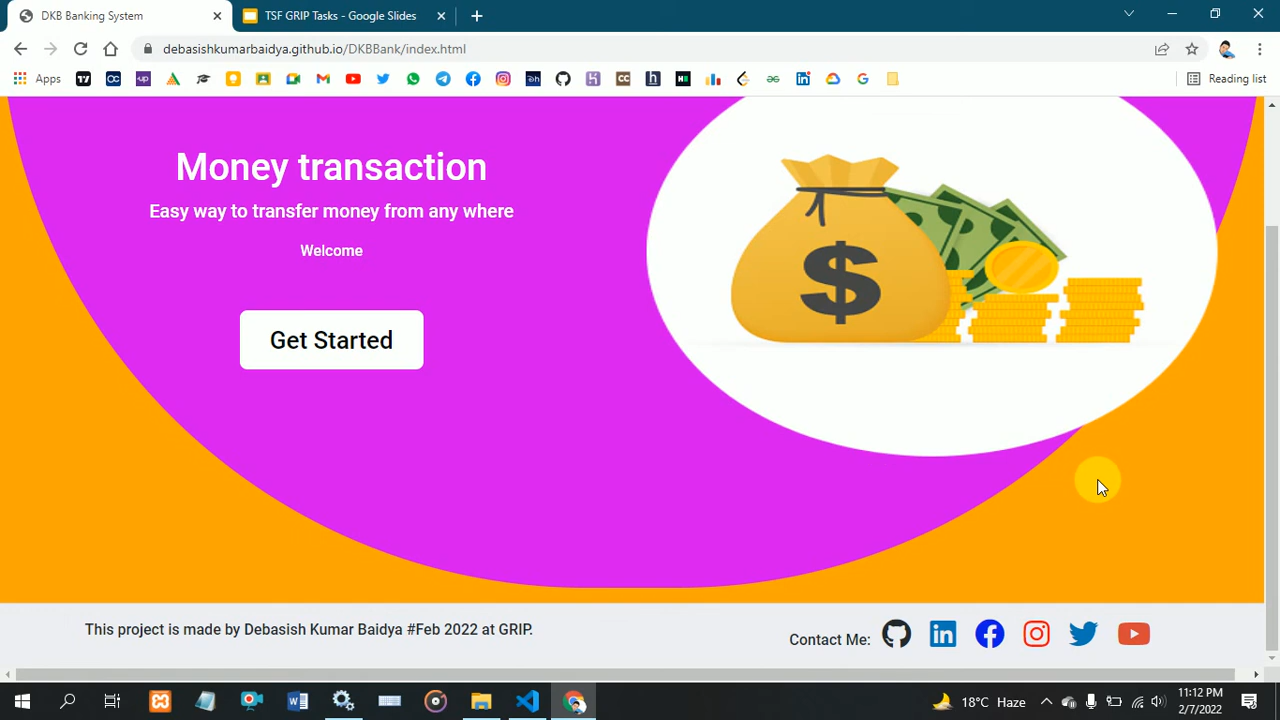 DKB Banking System
TSF GRIP Tasks - Google Slides
debasishkumarbaidya.github.io/DKBBank/index.html
Apps
Reading list
Money transaction
Easy way to transfer money from any where
Welcome
Get Started
$
This project is made by Debasish Kumar Baidya #Feb 2022 at GRIP.
Contact Me:
18°C Haze
11:12 PM
2/7/2022